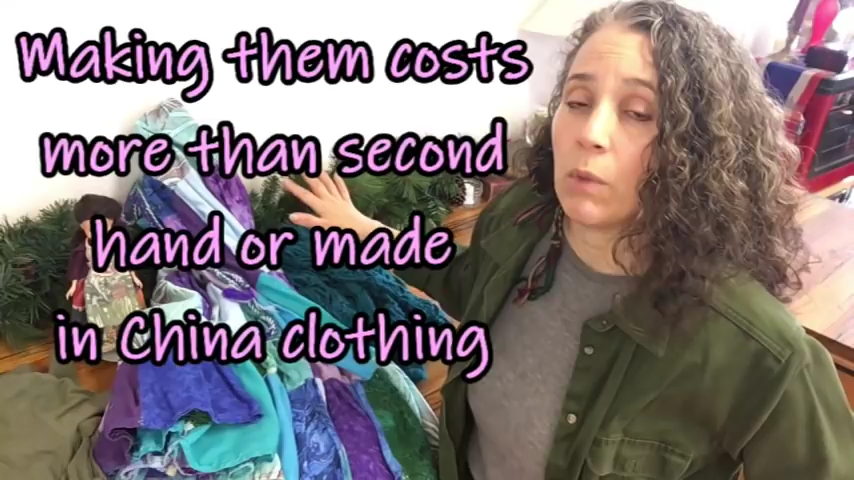 Making them costs
more than second
hand or made
in China clothing